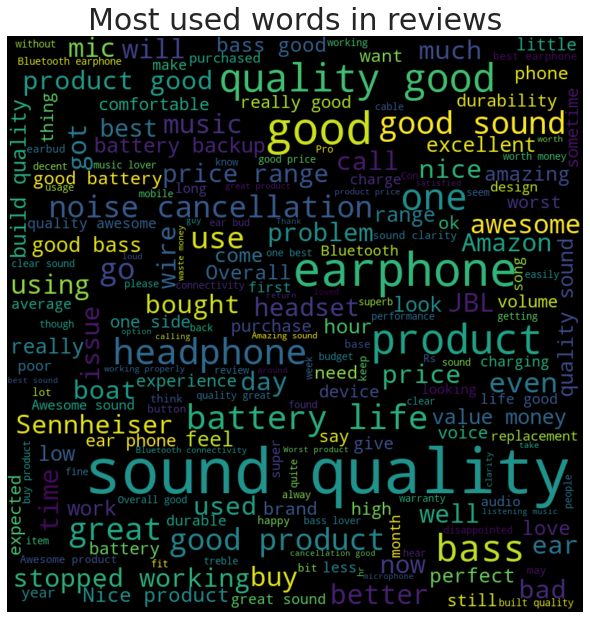 Most used words in reviews
without
mic
will
bass good
working
much
little
Bluetooth earphone
make
purchased
want
best earphone
product good
quality good
phone
comfortable
really good
durability
thing
got
best
music
good
good sound
sometime
earbud
cable
Pro
worth
decent
music lover
battery backup
call
excellent
build quality
usage
know
good price
nice
worth money
good battery
price range
charge
Con
satisfied
amazing
mobile
long
great product
product price
seem
design
noise cancellation
one
range
ok
worst
quality awesome
guy
ear bud
Thank
sound clarity
awesome
good bass
wire
use
problem
Amazon
clear sound
loud
come
one best
Bluetooth
song
easily
please
waste money
go
Overall
connectivity
first
earphone
using
average
bought
return
loved
superb
headset
look
JBL
volume
quality sound
though
one side
option
back
purchase
hour
performance
getting
issue
calling
Amazing sound
base
product
really
headphone
week
budget
Rs
sound
charging
poor
working properly
around
need
keep
price
even
best sound
boat
experience
review
day
device
looking
life good
lot
think
quality great
clear
Awesome sound
button
found
battery life
value money
Sennheiser
ear phone
feel
say
voice
replacement
low
Bluetooth connectivity
super
give
take
buy product
fine
Worst product
quite
clarity
people
sound quality
expected
time
Overall good
alway
warranty
audio
listening music
work
used
brand
high
well
durable
happy
bass lover
month
disappointed
love
is
great
good product
bass
ear
item
battery
cancellation good
hear
Awesome product
fit
treble
bit
less
hr
now
perfect
may
stopped working
buy
microphone
better
bad
year
Nice product
great sound
still
built quality